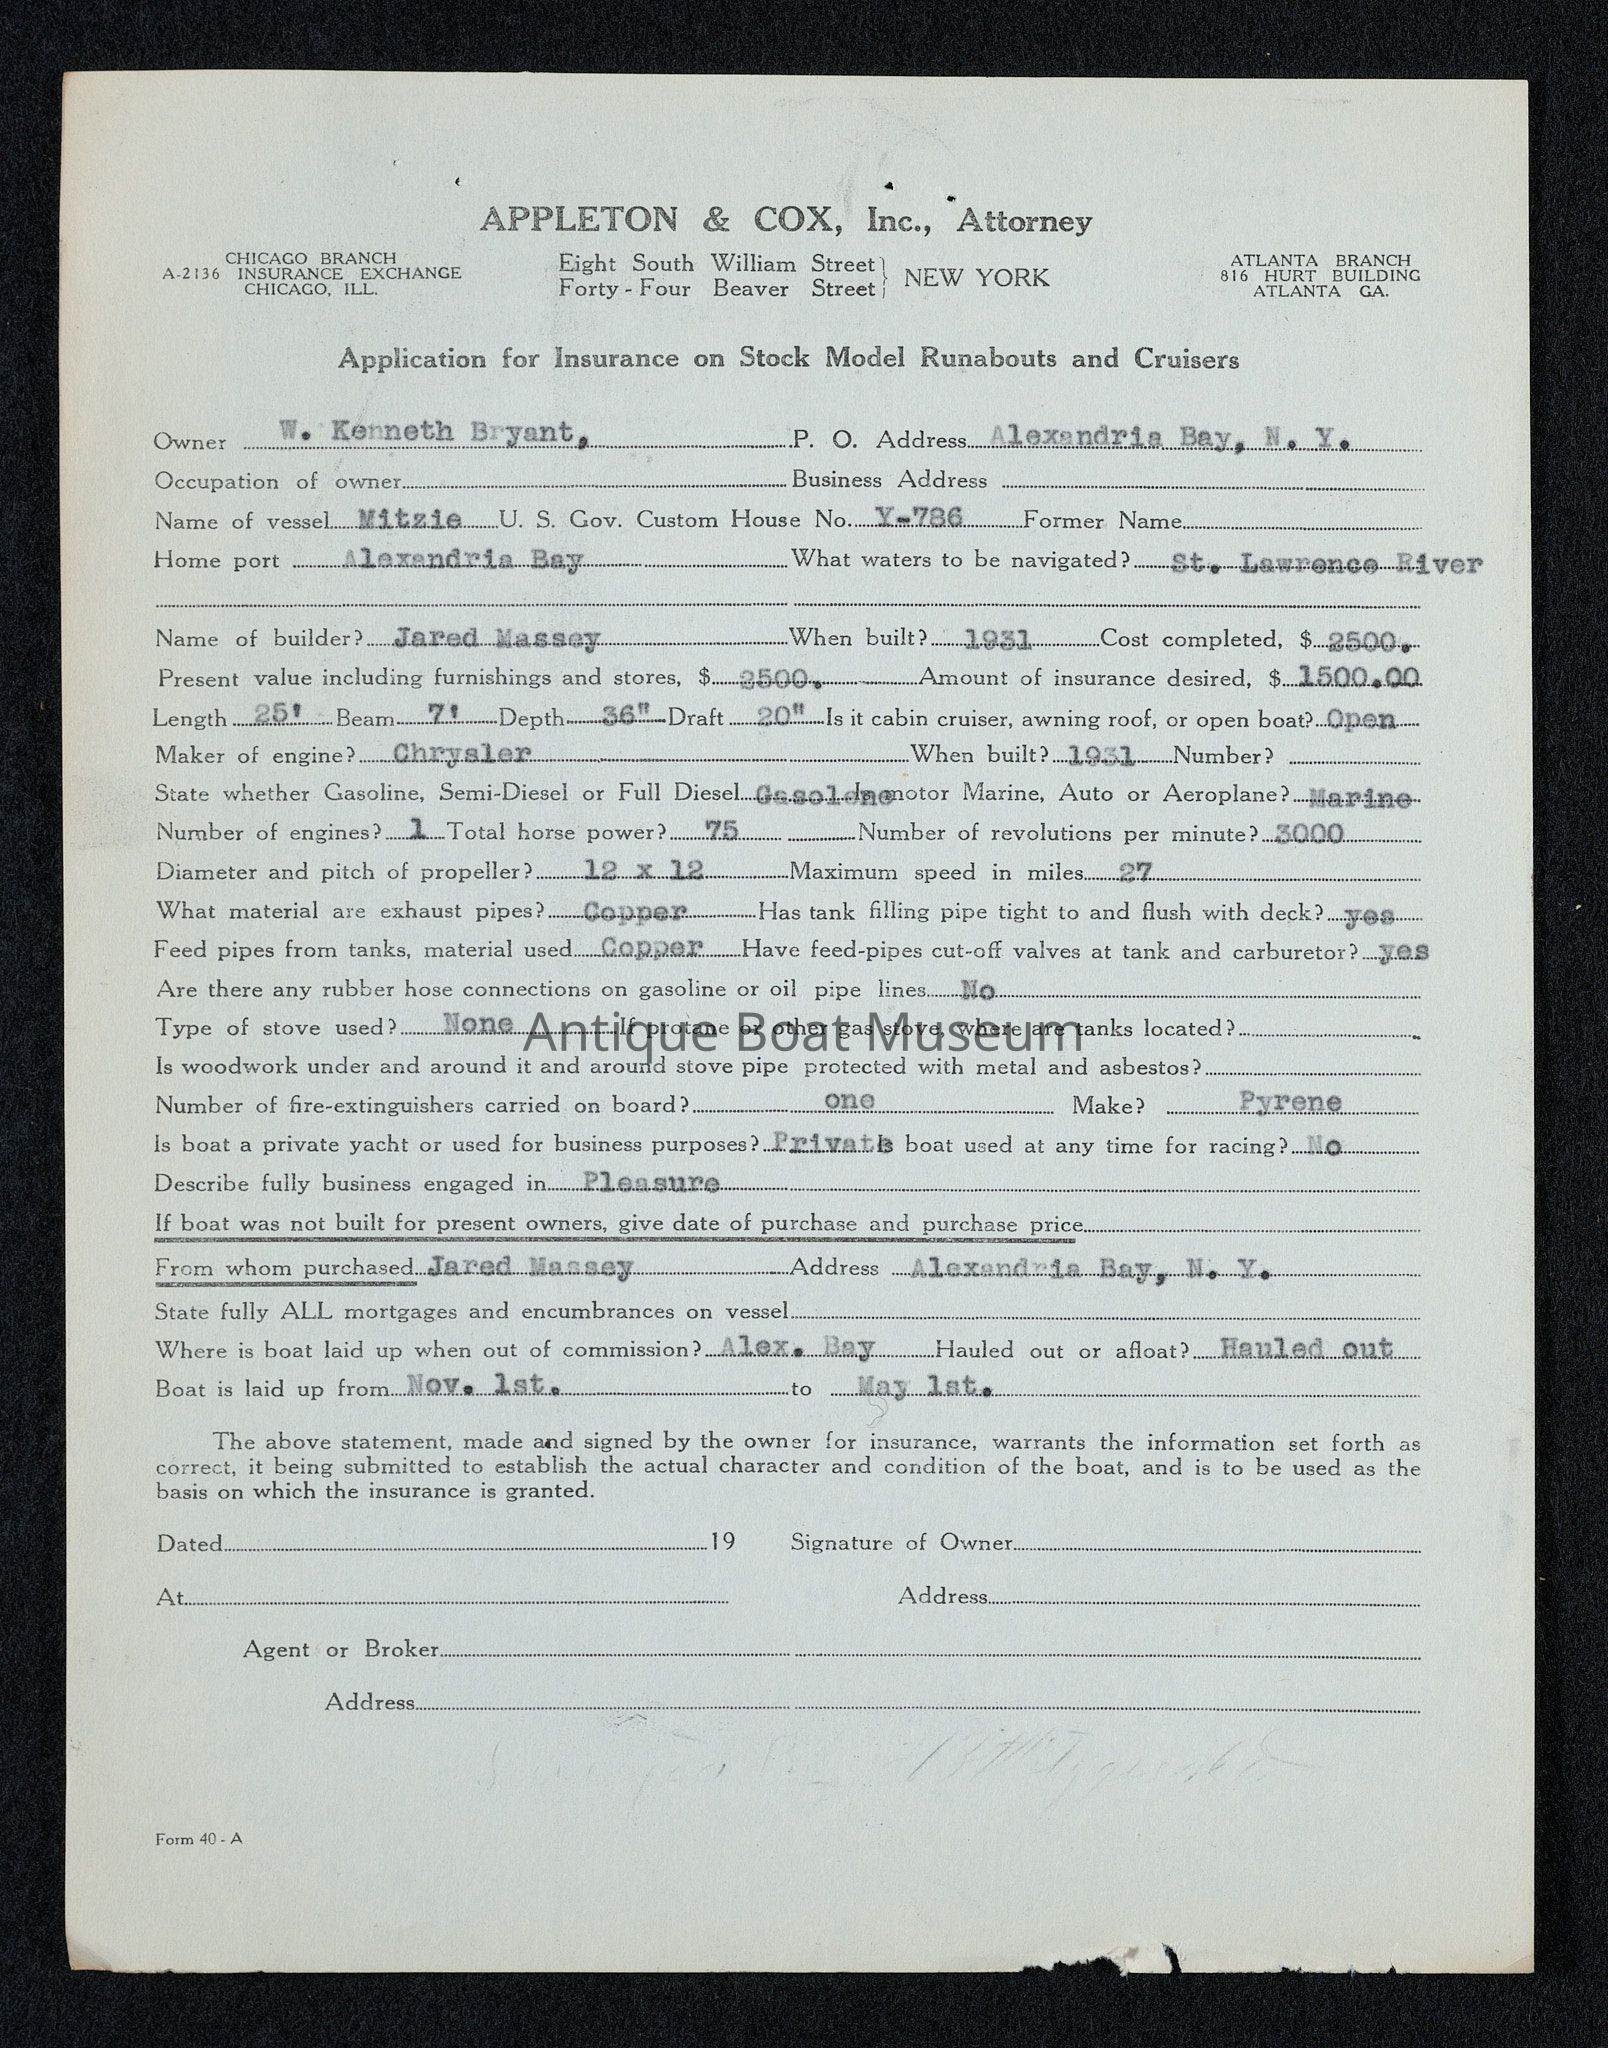 APPLETON & COX, Inc., Attorney
CHICAGO BRANCH
A-2136 INSURANCE EXCHANGE
CHICAGO, ILL.
Eight South William Street
Forty-Four Beaver Street
NEW YORK
ATLANTA BRANCH
816 HURT BUILDING
ATLANTA GA.
Application for Insurance on Stock Model Runabouts and Cruisers
Owner W. Kenneth Bryant, P. O. Address Alexandria Bay, N. Y.
Occupation of owner Business Address
Name of vessel Mitzie U. S. Gov. Custom House No. Y-786 Former Name
Home port Alexandria Bay What waters to be navigated? St. Lawrence River
Name of builder? Jared Massey When built? 1931 Cost completed, $ 2500.
Present value including furnishings and stores, $ 2500. Amount of insurance desired, $ 1500.00
Length 25' Beam 7' Depth 36" Draft 20" Is it cabin cruiser, awning roof, or open boat? Open
Maker of engine? Chrysler When built? 1931 Number?
State whether Gasoline, Semi-Diesel or Full Diesel Gasolene Is motor Marine, Auto or Aeroplane? Marine
Number of engines? 1 Total horse power? 75 Number of revolutions per minute? 3000
Diameter and pitch of propeller? 12 x 12 Maximum speed in miles 27
What material are exhaust pipes? Copper Has tank filling pipe tight to and flush with deck? yes
Feed pipes from tanks, material used Copper Have feed-pipes cut-off valves at tank and carburetor? yes
Are there any rubber hose connections on gasoline or oil pipe lines No
Type of stove used? None If protane or other gas stove, where are tanks located?
Antique Boat Museum
Is woodwork under and around it and around stove pipe protected with metal and asbestos?
Number of fire-extinguishers carried on board? one Make? Pyrene
Is boat a private yacht or used for business purposes? Private Is boat used at any time for racing? No
Describe fully business engaged in Pleasure
If boat was not built for present owners, give date of purchase and purchase price
From whom purchased Jared Massey Address Alexandria Bay, N. Y.
State fully ALL mortgages and encumbrances on vessel
Where is boat laid up when out of commission? Alex. Bay Hauled out or afloat? Hauled out
Boat is laid up from Nov. 1st. to May 1st.
The above statement, made and signed by the owner for insurance, warrants the information set forth as
correct, it being submitted to establish the actual character and condition of the boat, and is to be used as the
basis on which the insurance is granted.
Dated 19 Signature of Owner
At Address
Agent or Broker
Address
Form 40 - A